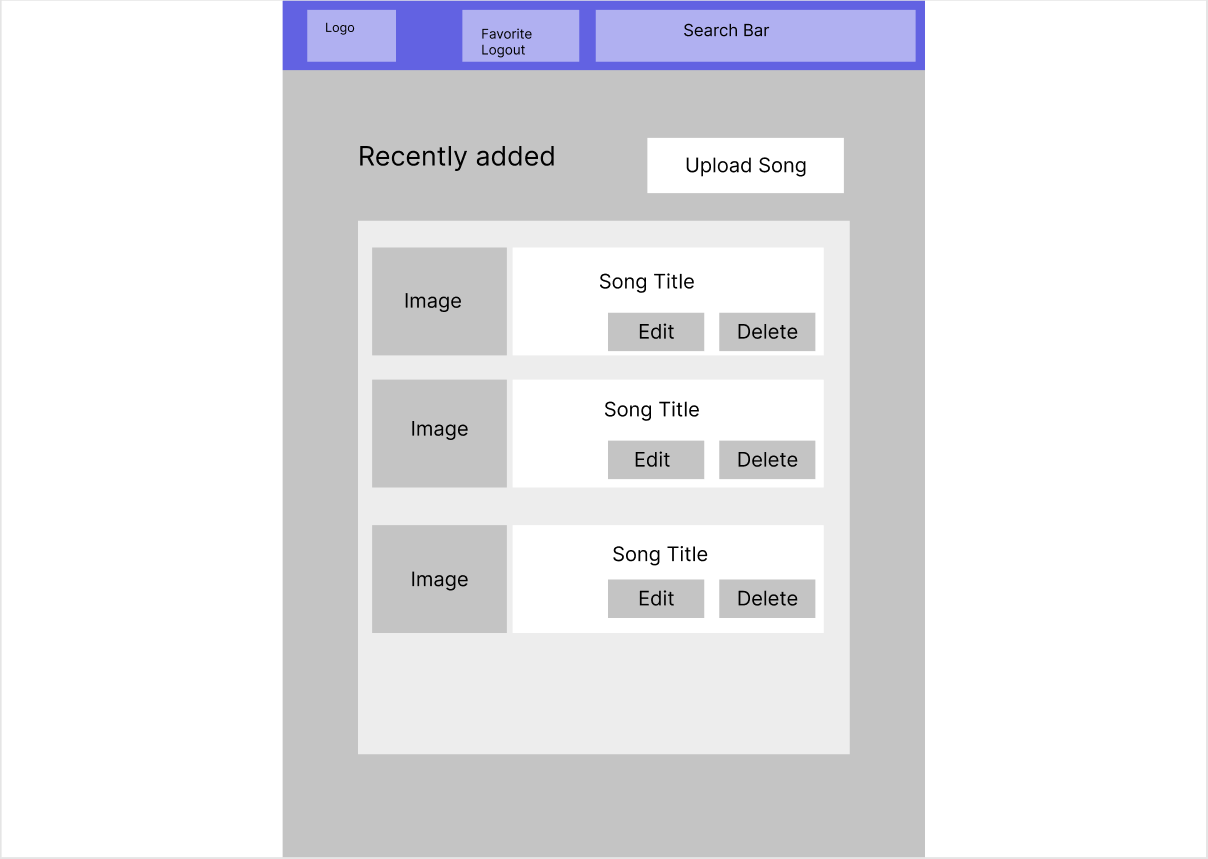 Logo
Favorite
Logout
Search Bar
Recently added
Upload Song
Image
Song Title
Edit
Delete
Image
Song Title
Edit
Delete
Image
Song Title
Edit
Delete